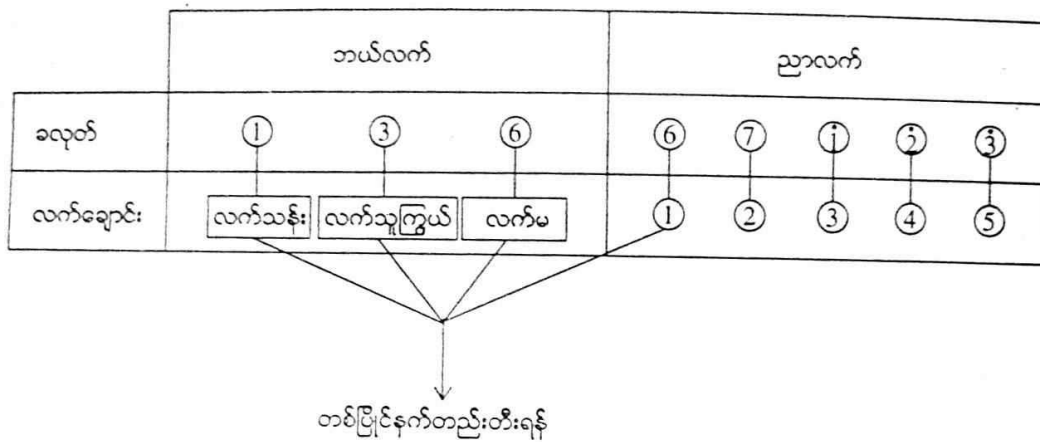 ဘယ်လက် ညာလက်
ခလုတ် 1 3 6 6 7 1̇ 2̇ 3̇
လက်ချောင်း လက်သန်း လက်သူကြွယ် လက်မ 1 2 3 4 5
တစ်ပြိုင်နက်တည်းတီးရန်